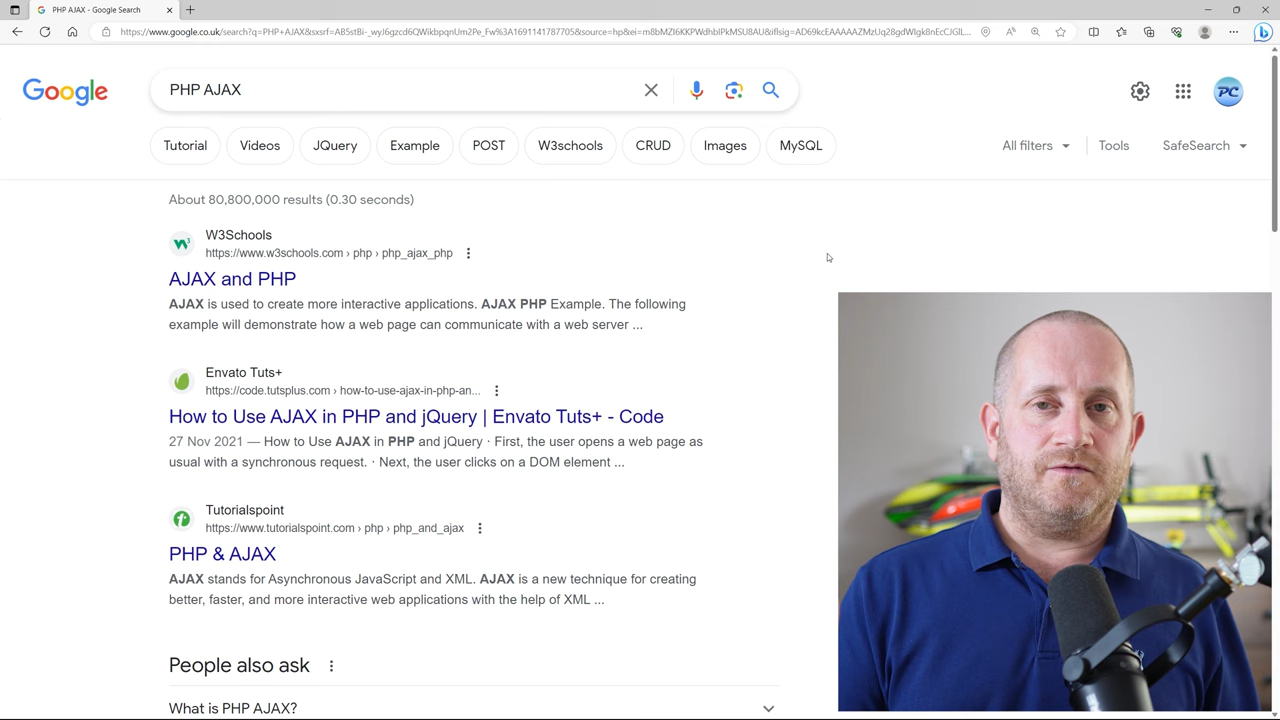 PHP AJAX - Google Search
Google
PHP AJAX
PC
Tutorial
Videos
JQuery
Example
POST
W3schools
CRUD
Images
MySQL
All filters
Tools
SafeSearch
About 80,800,000 results (0.30 seconds)
W3Schools
https://www.w3schools.com › php › php_ajax_php
AJAX and PHP
AJAX is used to create more interactive applications. AJAX PHP Example. The following
example will demonstrate how a web page can communicate with a web server ...
Envato Tuts+
https://code.tutsplus.com › how-to-use-ajax-in-php-an...
How to Use AJAX in PHP and jQuery | Envato Tuts+ - Code
27 Nov 2021 — How to Use AJAX in PHP and jQuery · First, the user opens a web page as
usual with a synchronous request. · Next, the user clicks on a DOM element ...
Tutorialspoint
https://www.tutorialspoint.com › php › php_and_ajax
PHP & AJAX
AJAX stands for Asynchronous JavaScript and XML. AJAX is a new technique for creating
better, faster, and more interactive web applications with the help of XML ...
People also ask
What is PHP AJAX?